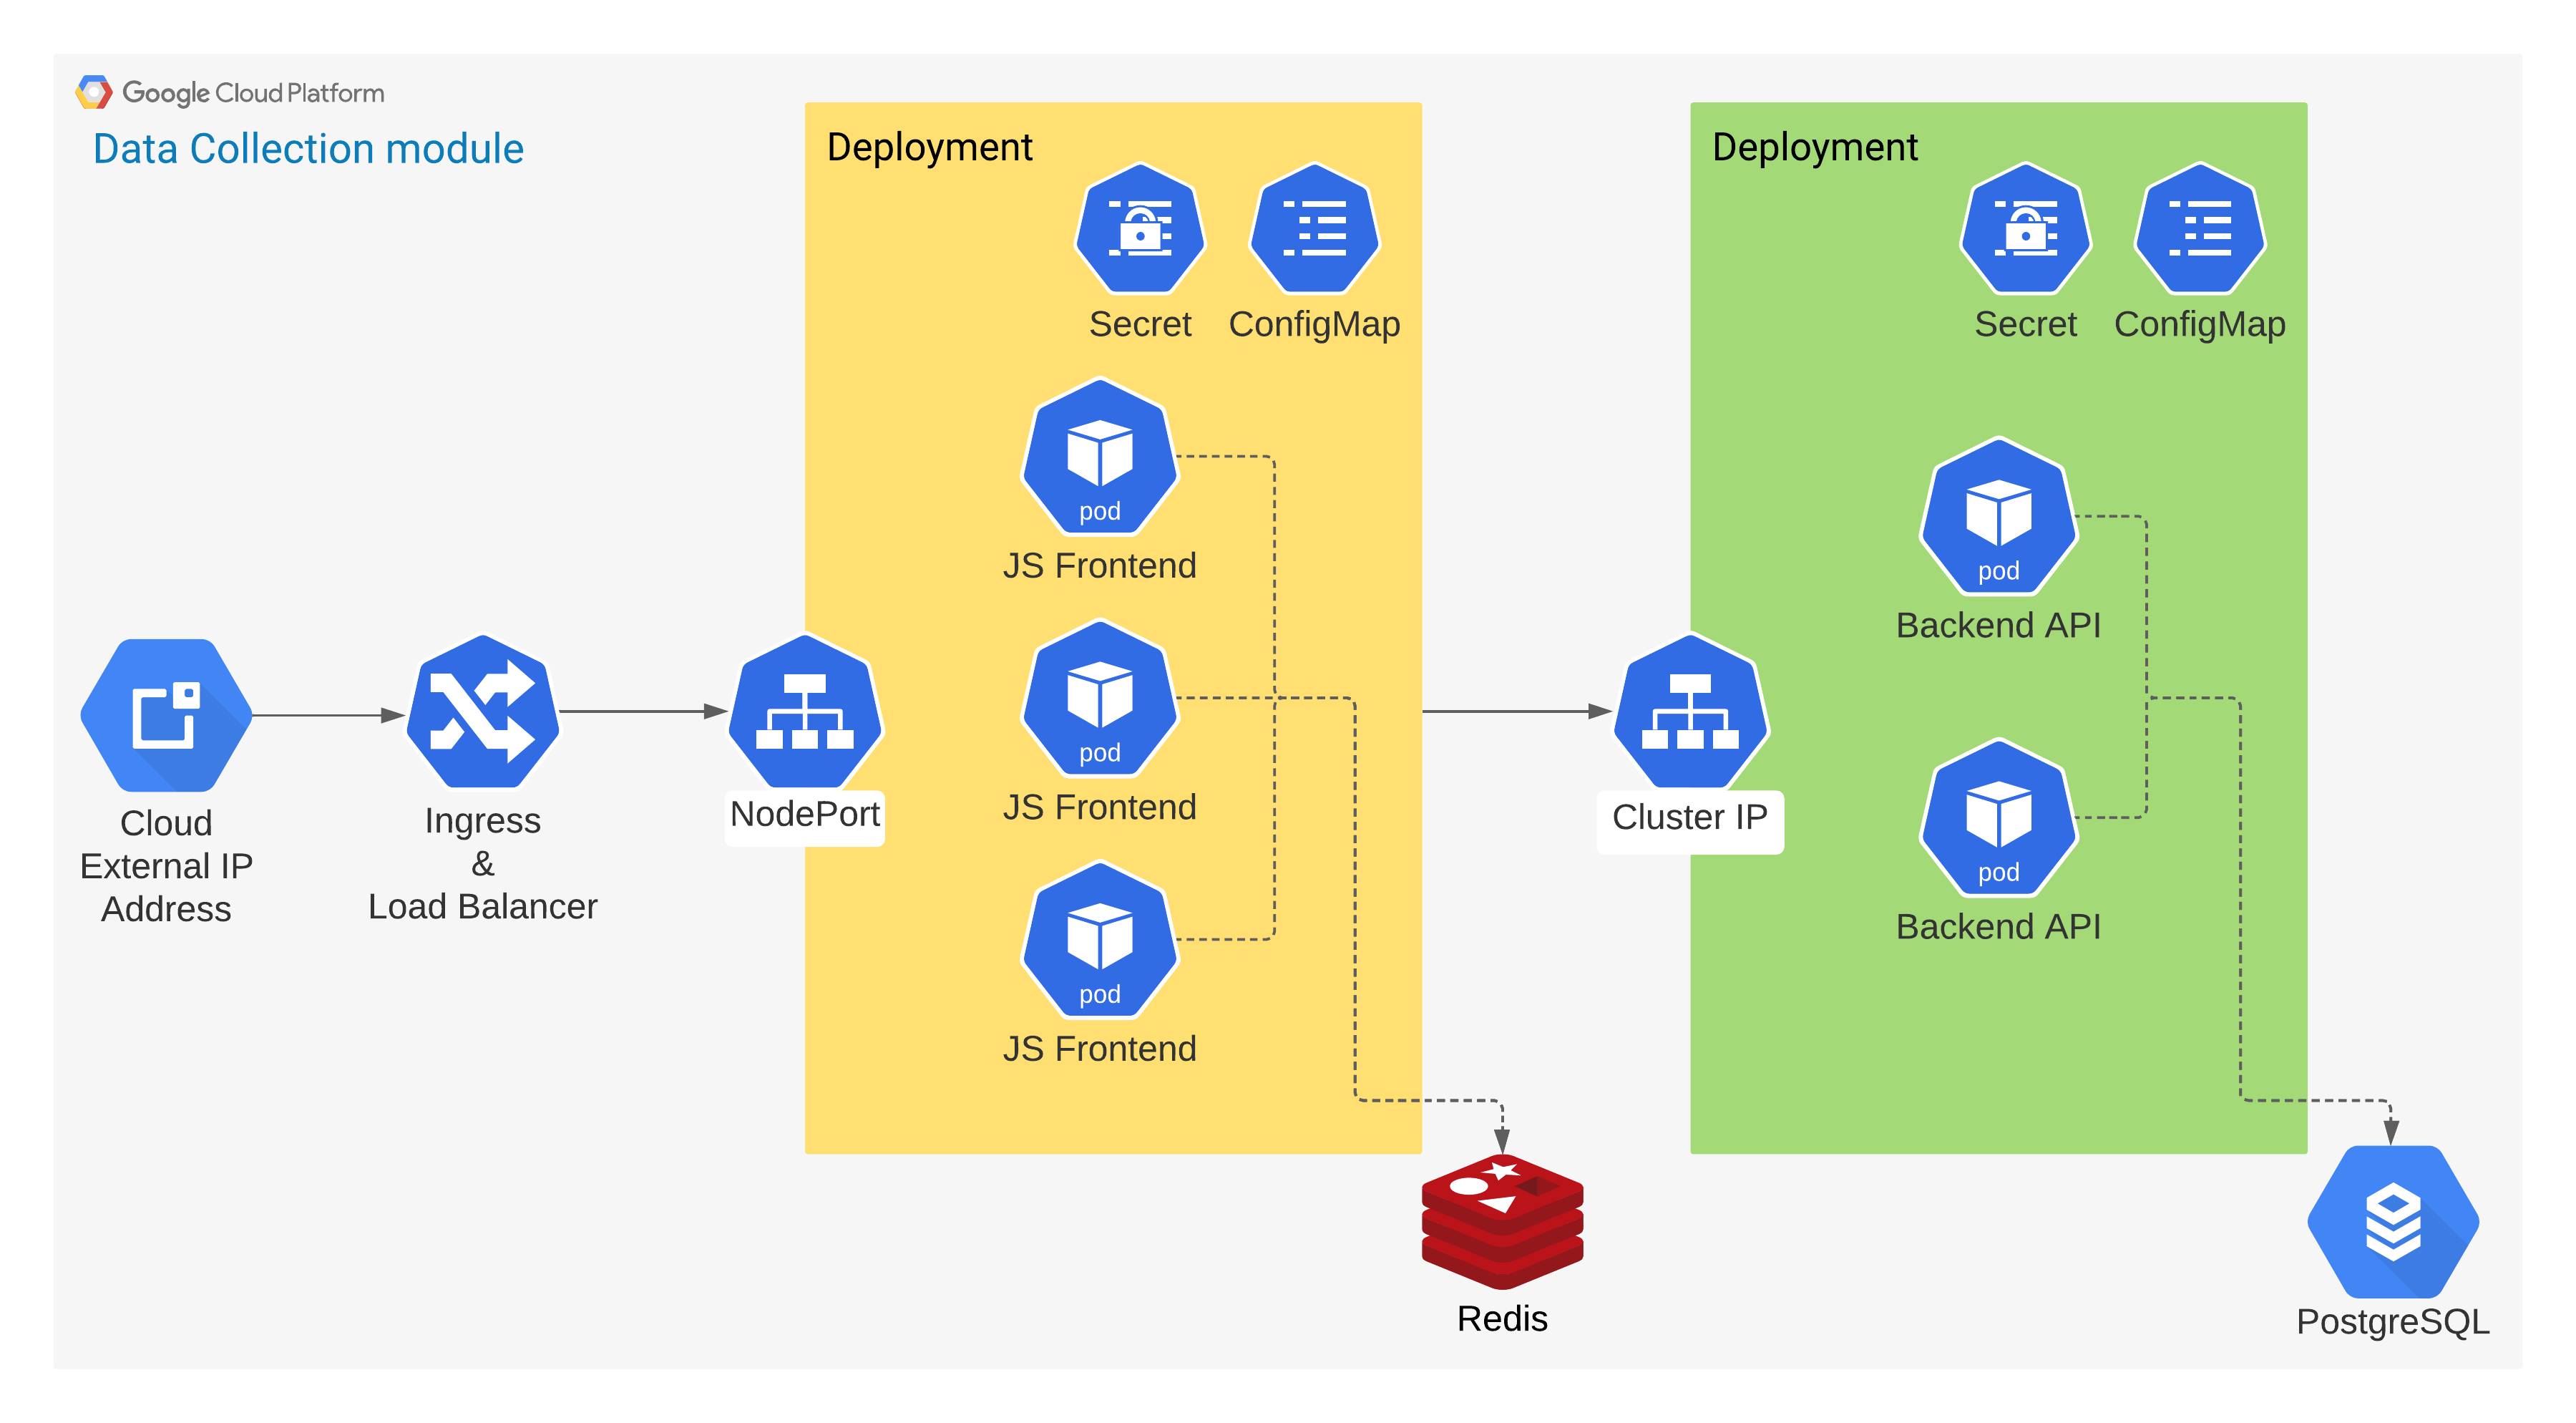 Google Cloud Platform
Data Collection module
Deployment
Secret
ConfigMap
pod
JS Frontend
pod
JS Frontend
pod
JS Frontend
Cloud
External IP
Address
Ingress
&
Load Balancer
NodePort
Redis
Deployment
Secret
ConfigMap
pod
Backend API
pod
Backend API
Cluster IP
PostgreSQL